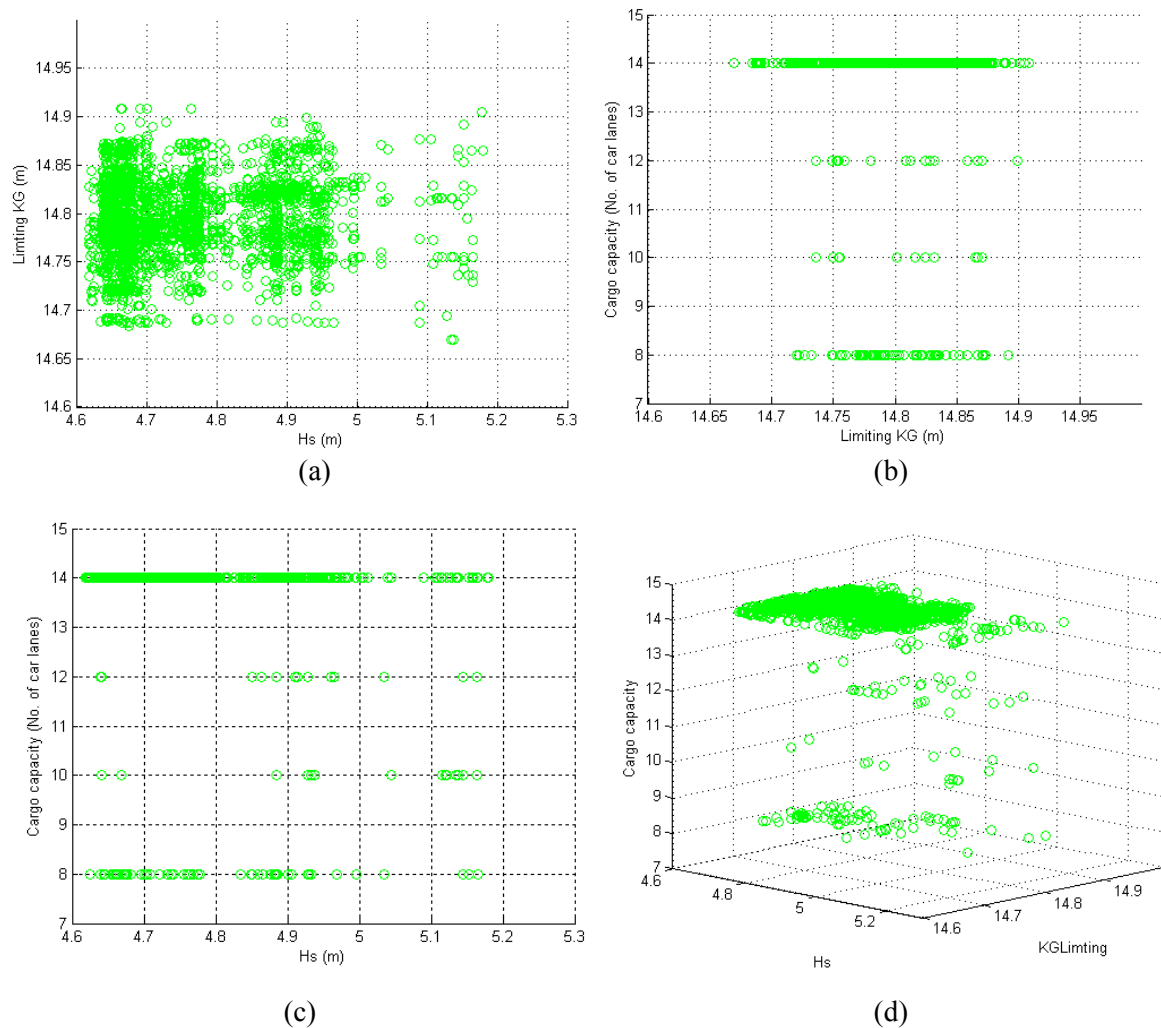 14.95
14.9
14.85
14.8
14.75
14.7
14.65
14.6
Limting KG (m)
4.6 4.7 4.8 4.9 5 5.1 5.2 5.3
Hs (m)
(a)
15
14
13
12
11
10
9
8
7
Cargo capacity (No. of car lanes)
14.6 14.65 14.7 14.75 14.8 14.85 14.9 14.95
Limiting KG (m)
(b)
15
14
13
12
11
10
9
8
7
Cargo capacity (No. of car lanes)
4.6 4.7 4.8 4.9 5 5.1 5.2 5.3
Hs (m)
(c)
15
14
13
12
11
10
9
8
7
Cargo capacity
4.6 4.8 5 5.2
Hs
14.6 14.7 14.8 14.9
KGLimting
(d)